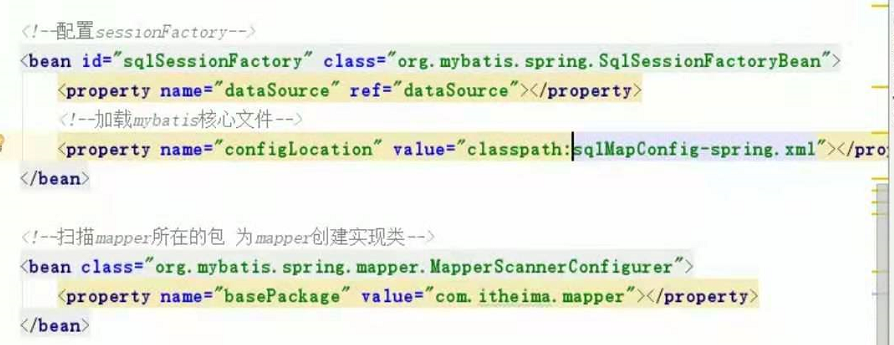 <!--配置sessionFactory-->
<bean id="sqlSessionFactory" class="org.mybatis.spring.SqlSessionFactoryBean">
<property name="dataSource" ref="dataSource"></property>
<!--加载mybatis核心文件-->
<property name="configLocation" value="classpath:sqlMapConfig-spring.xml"></pro
</bean>
<!--扫描mapper所在的包 为mapper创建实现类-->
<bean class="org.mybatis.spring.mapper.MapperScannerConfigurer">
<property name="basePackage" value="com.itheima.mapper"></property>
</bean>